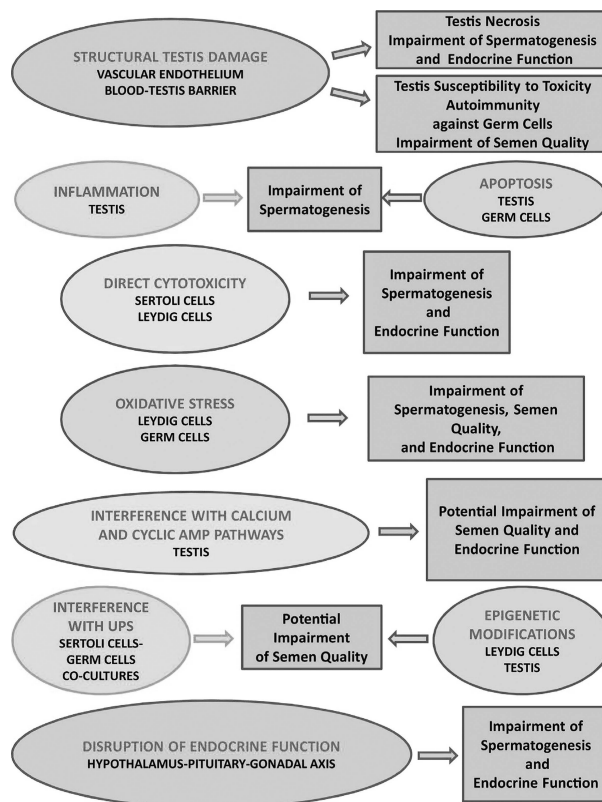 STRUCTURAL TESTIS DAMAGE
VASCULAR ENDOTHELIUM
BLOOD-TESTIS BARRIER
Testis Necrosis
Impairment of Spermatogenesis
and Endocrine Function
Testis Susceptibility to Toxicity
Autoimmunity
against Germ Cells
Impairment of Semen Quality
INFLAMMATION
TESTIS
Impairment of
Spermatogenesis
APOPTOSIS
TESTIS
GERM CELLS
DIRECT CYTOTOXICITY
SERTOLI CELLS
LEYDIG CELLS
Impairment of
Spermatogenesis
and
Endocrine Function
OXIDATIVE STRESS
LEYDIG CELLS
GERM CELLS
Impairment of
Spermatogenesis, Semen
Quality,
and Endocrine Function
INTERFERENCE WITH CALCIUM
AND CYCLIC AMP PATHWAYS
TESTIS
Potential Impairment of
Semen Quality and
Endocrine Function
INTERFERENCE
WITH UPS
SERTOLI CELLS-
GERM CELLS
CO-CULTURES
Potential
Impairment
of Semen Quality
EPIGENETIC
MODIFICATIONS
LEYDIG CELLS
TESTIS
DISRUPTION OF ENDOCRINE FUNCTION
HYPOTHALAMUS-PITUITARY-GONADAL AXIS
Impairment of
Spermatogenesis
and
Endocrine Function